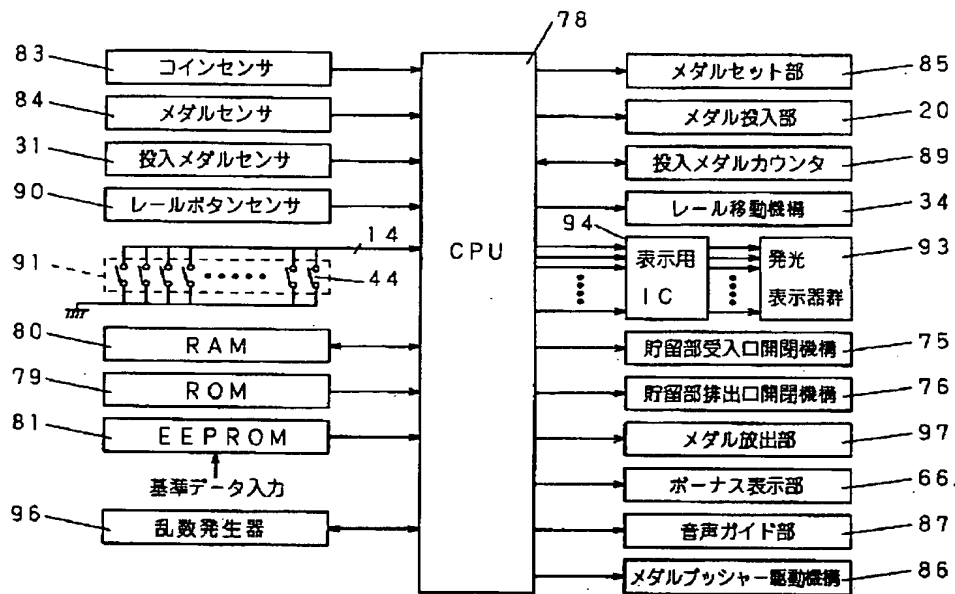 78
83 コインセンサ
84 メダルセンサ
31 投入メダルセンサ
90 レールボタンセンサ
14
91
44
80 RAM
79 ROM
81 EEPROM
基準データ入力
96 乱数発生器
CPU
メダルセット部 85
メダル投入部 20
投入メダルカウンタ 89
レール移動機構 34
94
表示用
IC
発光
表示器群
93
貯留部受入口開閉機構 75
貯留部排出口開閉機構 76
メダル放出部 97
ボーナス表示部 66
音声ガイド部 87
メダルプッシャー駆動機構 86